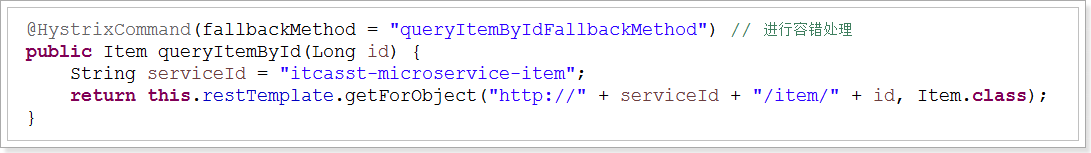 @HystrixCommand(fallbackMethod = "queryItemByIdFallbackMethod") // 进行容错处理
public Item queryItemById(Long id) {
    String serviceId = "itcasst-microservice-item";
    return this.restTemplate.getForObject("http://" + serviceId + "/item/" + id, Item.class);
}